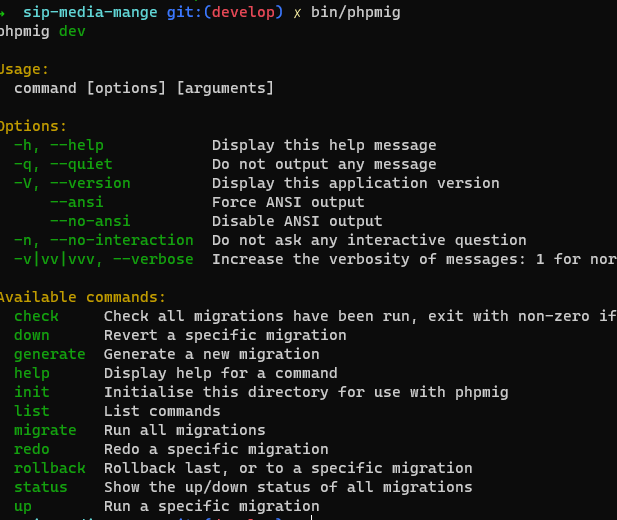 → sip-media-mange git:(develop) ✗ bin/phpmig
phpmig dev
Usage:
command [options] [arguments]
Options:
-h, --help Display this help message
-q, --quiet Do not output any message
-V, --version Display this application version
--ansi Force ANSI output
--no-ansi Disable ANSI output
-n, --no-interaction Do not ask any interactive question
-v|vv|vvv, --verbose Increase the verbosity of messages: 1 for nor
Available commands:
check Check all migrations have been run, exit with non-zero if
down Revert a specific migration
generate Generate a new migration
help Display help for a command
init Initialise this directory for use with phpmig
list List commands
migrate Run all migrations
redo Redo a specific migration
rollback Rollback last, or to a specific migration
status Show the up/down status of all migrations
up Run a specific migration